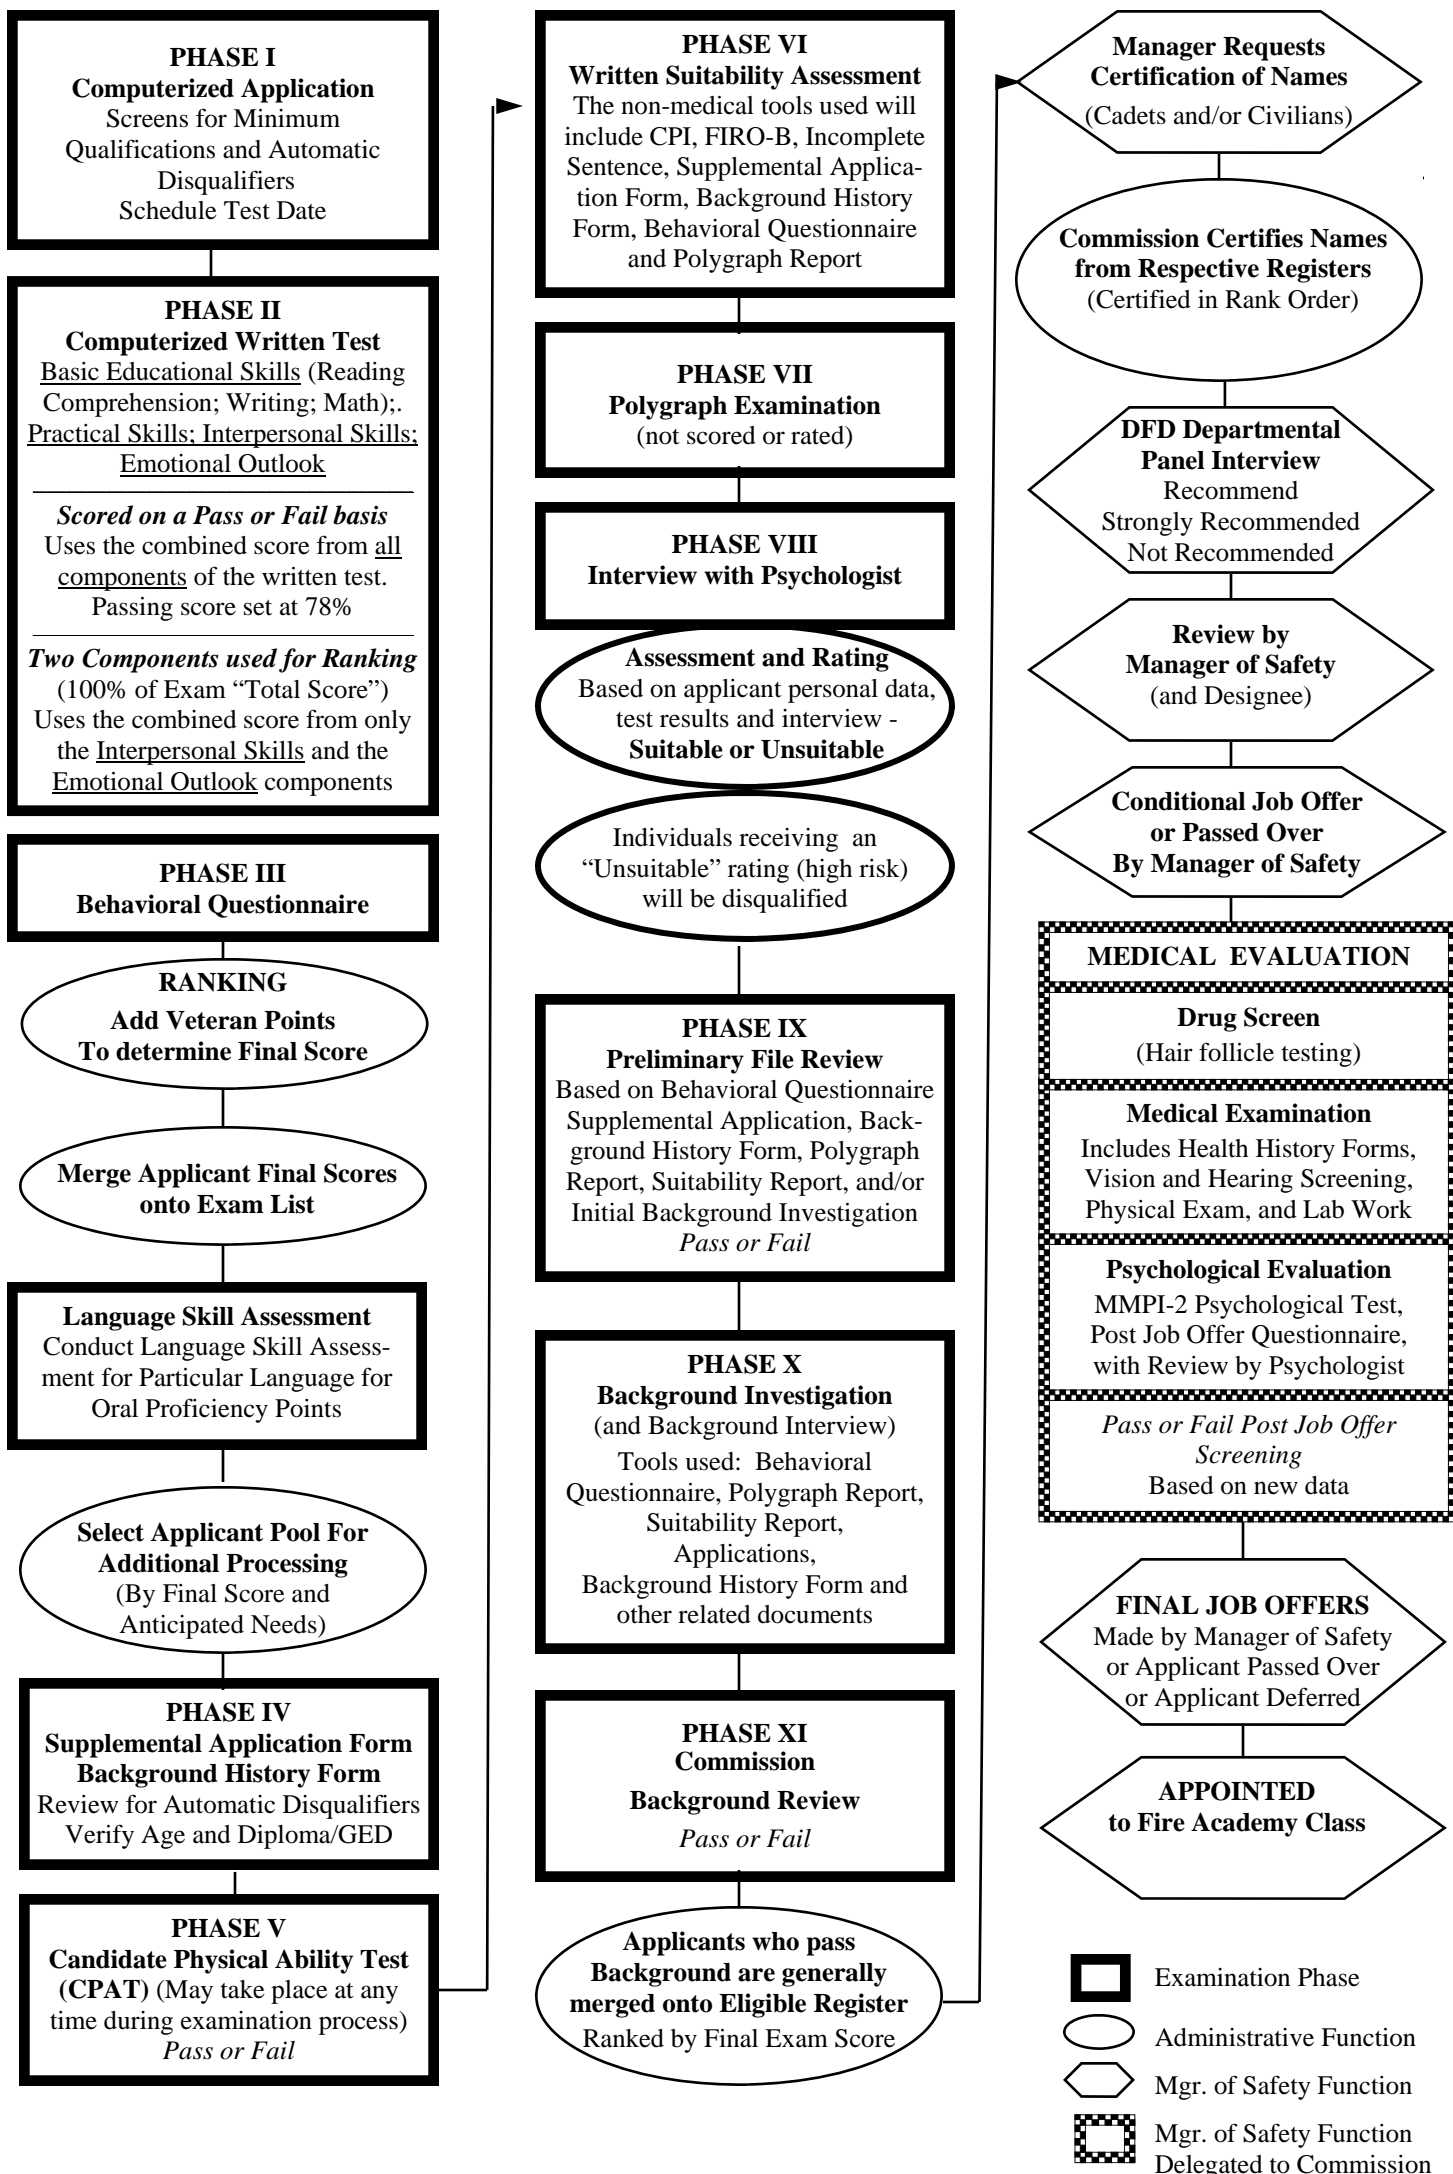 PHASE I
Computerized Application
Screens for Minimum
Qualifications and Automatic
Disqualifiers
Schedule Test Date
PHASE II
Computerized Written Test
Basic Educational Skills (Reading
Comprehension; Writing; Math);.
Practical Skills; Interpersonal Skills;
Emotional Outlook
Scored on a Pass or Fail basis
Uses the combined score from all
components of the written test.
Passing score set at 78%
Two Components used for Ranking
(100% of Exam “Total Score”)
Uses the combined score from only
the Interpersonal Skills and the
Emotional Outlook components
PHASE III
Behavioral Questionnaire
RANKING
Add Veteran Points
To determine Final Score
Merge Applicant Final Scores
onto Exam List
Language Skill Assessment
Conduct Language Skill Assess-
ment for Particular Language for
Oral Proficiency Points
Select Applicant Pool For
Additional Processing
(By Final Score and
Anticipated Needs)
PHASE IV
Supplemental Application Form
Background History Form
Review for Automatic Disqualifiers
Verify Age and Diploma/GED
PHASE V
Candidate Physical Ability Test
(CPAT) (May take place at any
time during examination process)
Pass or Fail
PHASE VI
Written Suitability Assessment
The non-medical tools used will
include CPI, FIRO-B, Incomplete
Sentence, Supplemental Applica-
tion Form, Background History
Form, Behavioral Questionnaire
and Polygraph Report
PHASE VII
Polygraph Examination
(not scored or rated)
PHASE VIII
Interview with Psychologist
Assessment and Rating
Based on applicant personal data,
test results and interview -
Suitable or Unsuitable
Individuals receiving an
“Unsuitable” rating (high risk)
will be disqualified
PHASE IX
Preliminary File Review
Based on Behavioral Questionnaire
Supplemental Application, Back-
ground History Form, Polygraph
Report, Suitability Report, and/or
Initial Background Investigation
Pass or Fail
PHASE X
Background Investigation
(and Background Interview)
Tools used: Behavioral
Questionnaire, Polygraph Report,
Suitability Report,
Applications,
Background History Form and
other related documents
PHASE XI
Commission
Background Review
Pass or Fail
Applicants who pass
Background are generally
merged onto Eligible Register
Ranked by Final Exam Score
Manager Requests
Certification of Names
(Cadets and/or Civilians)
Commission Certifies Names
from Respective Registers
(Certified in Rank Order)
DFD Departmental
Panel Interview
Recommend
Strongly Recommended
Not Recommended
Review by
Manager of Safety
(and Designee)
Conditional Job Offer
or Passed Over
By Manager of Safety
MEDICAL EVALUATION
Drug Screen
(Hair follicle testing)
Medical Examination
Includes Health History Forms,
Vision and Hearing Screening,
Physical Exam, and Lab Work
Psychological Evaluation
MMPI-2 Psychological Test,
Post Job Offer Questionnaire,
with Review by Psychologist
Pass or Fail Post Job Offer
Screening
Based on new data
FINAL JOB OFFERS
Made by Manager of Safety
or Applicant Passed Over
or Applicant Deferred
APPOINTED
to Fire Academy Class
Examination Phase
Administrative Function
Mgr. of Safety Function
Mgr. of Safety Function
Delegated to Commission